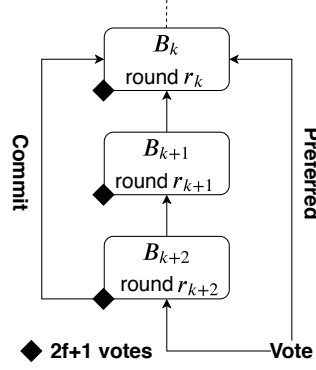 B_k
round r_k
B_{k+1}
round r_{k+1}
B_{k+2}
round r_{k+2}
Commit
Preferred
2f+1 votes
Vote